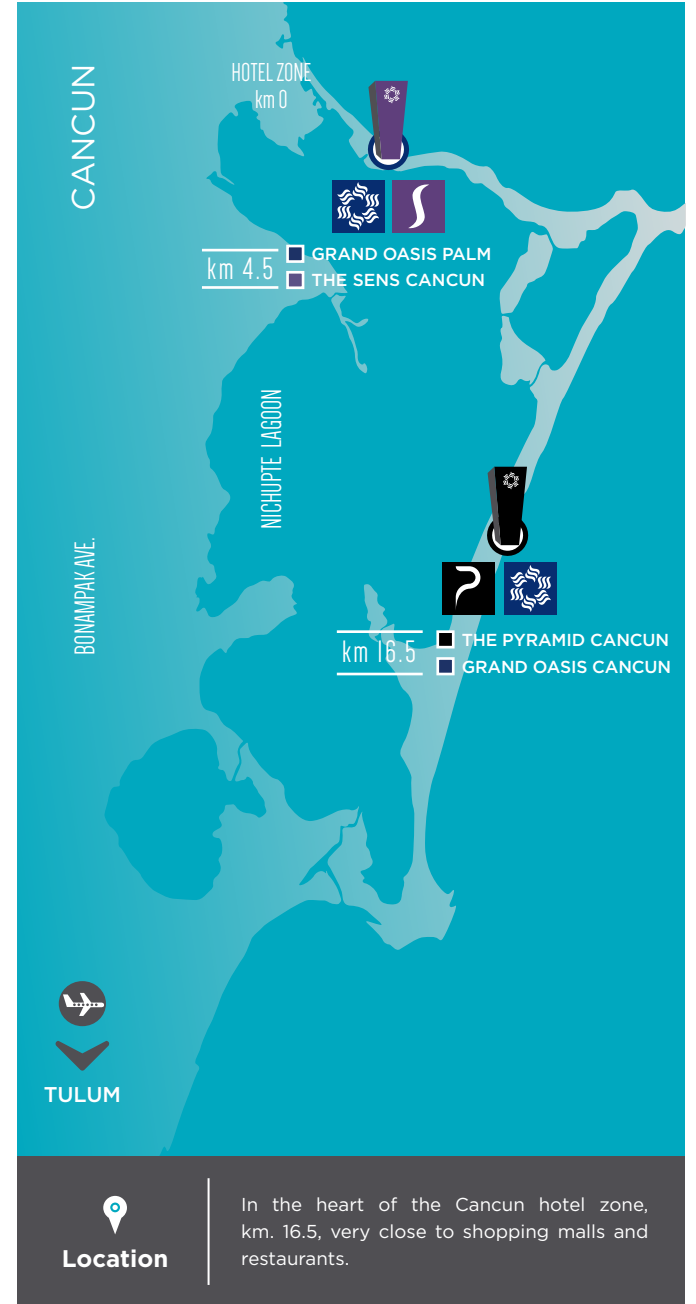 CANCUN
HOTEL ZONE
km 0
km 4.5
GRAND OASIS PALM
THE SENS CANCUN
NICHUPTE LAGOON
BONAMPAK AVE.
km 16.5
THE PYRAMID CANCUN
GRAND OASIS CANCUN
TULUM
Location
In the heart of the Cancun hotel zone,
km. 16.5, very close to shopping malls and
restaurants.